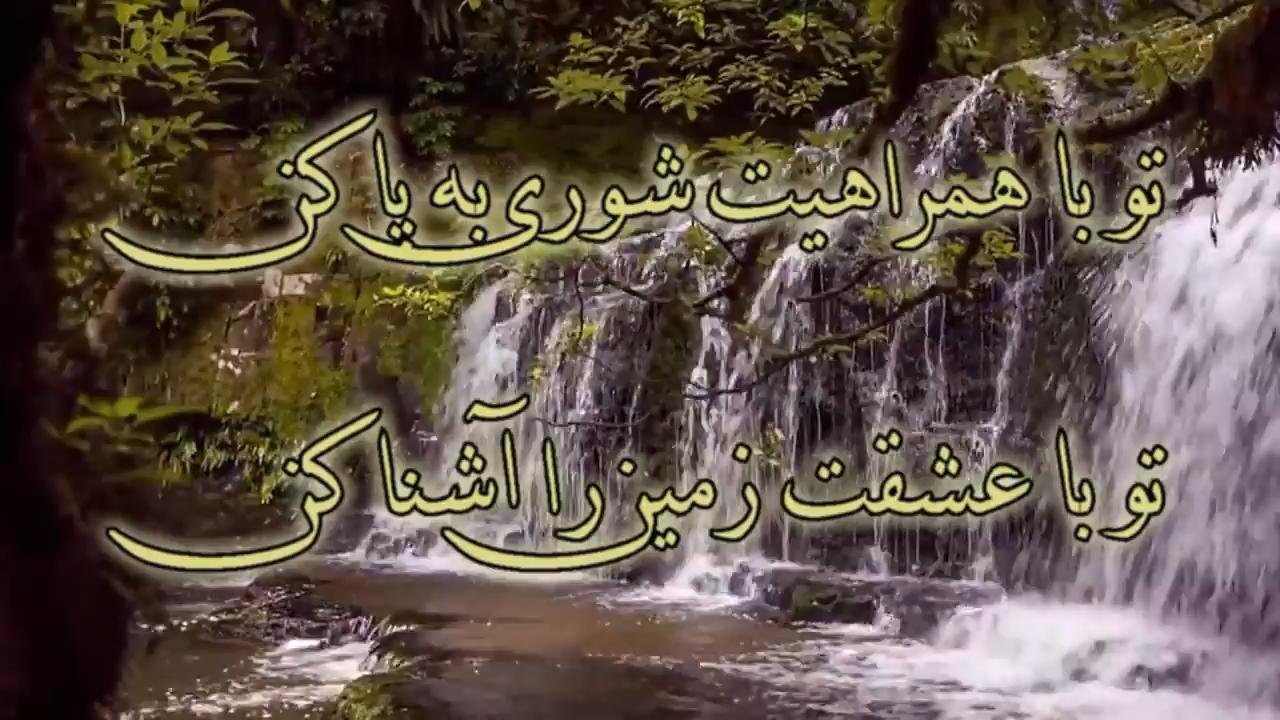 تو با همراهیت شوری به پا کن
تو با عشقت زمین را آشنا کن